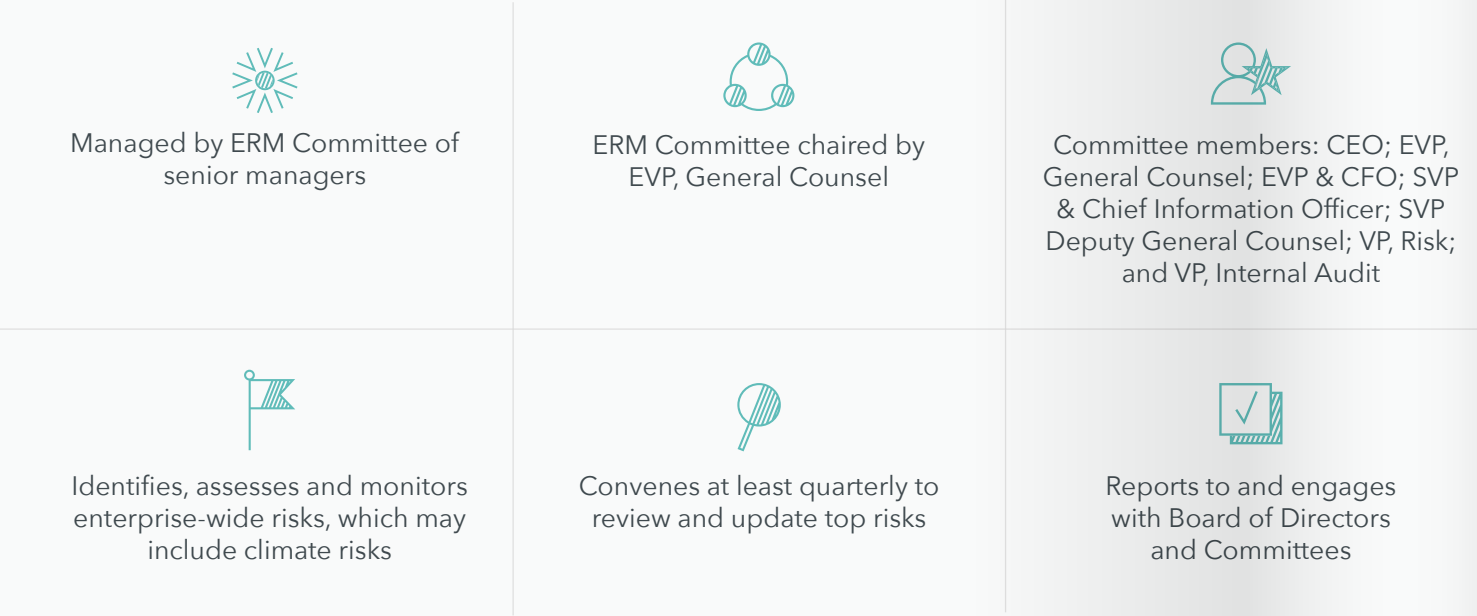 Managed by ERM Committee of
senior managers
ERM Committee chaired by
EVP, General Counsel
Committee members: CEO; EVP,
General Counsel; EVP & CFO; SVP
& Chief Information Officer; SVP
Deputy General Counsel; VP, Risk;
and VP, Internal Audit
Identifies, assesses and monitors
enterprise-wide risks, which may
include climate risks
Convenes at least quarterly to
review and update top risks
Reports to and engages
with Board of Directors
and Committees